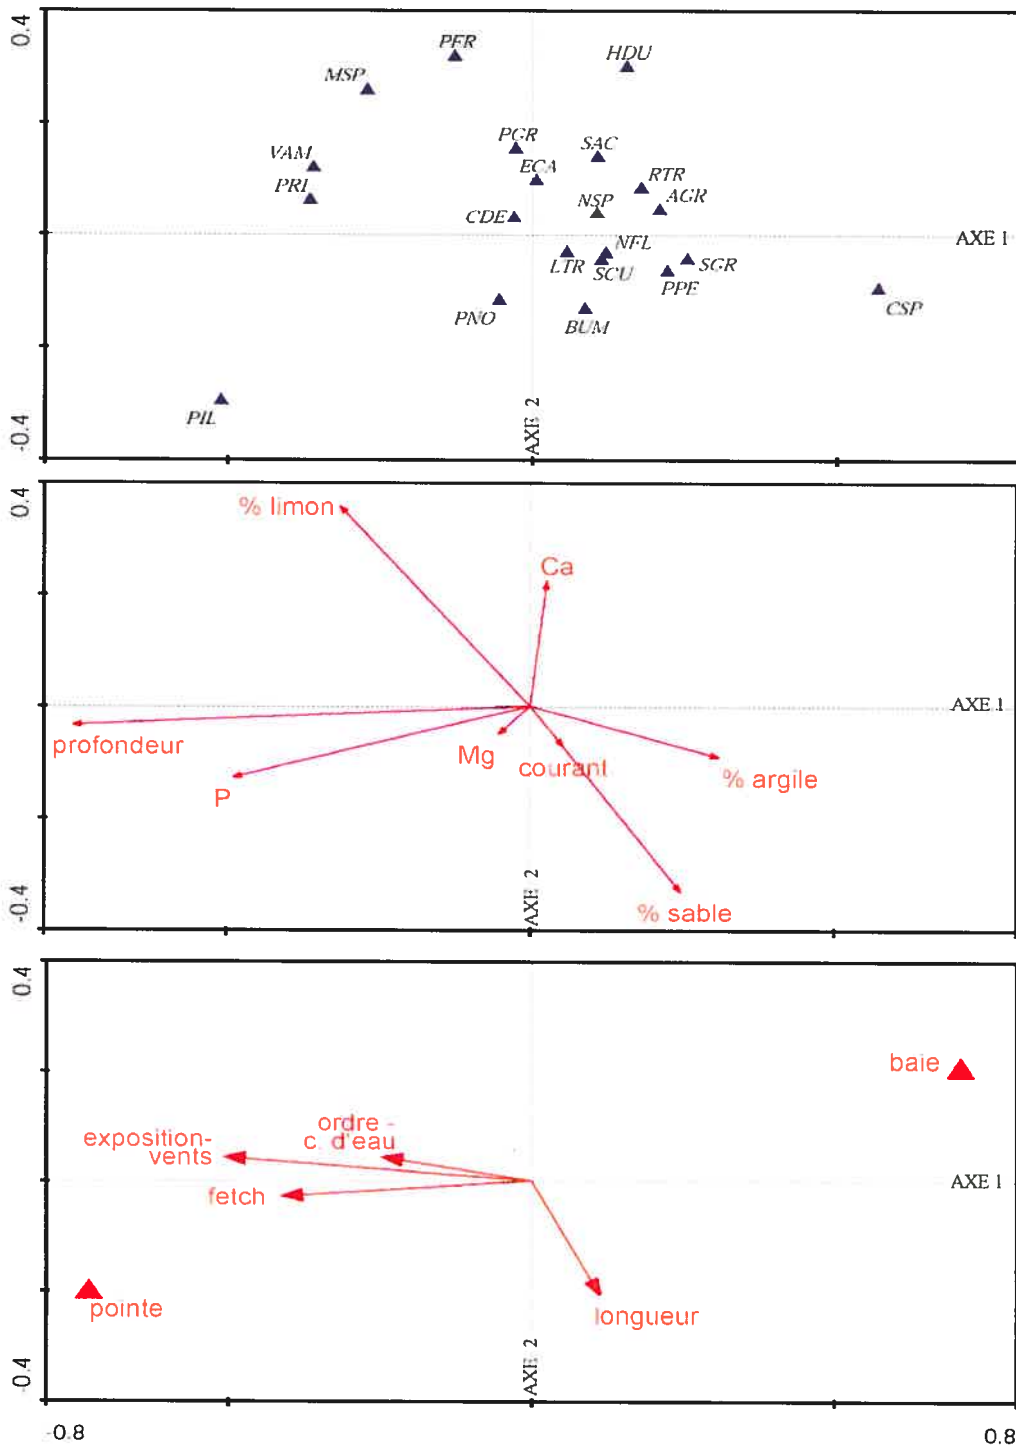 0.4
PFR
HDU
MSP
PGR
SAC
VAM
ECA
RTR
PRI
NSP
AGR
CDE
AXE 1
NFL
LTR
SCU
SGR
PPE
CSP
PNO
BUM
PIL
AXE 2
-0.4
0.4
% limon
Ca
AXE 1
profondeur
Mg
courant
% argile
P
AXE 2
% sable
-0.4
0.4
baie
ordre -
c. d'eau
exposition-
vents
fetch
AXE 1
pointe
longueur
AXE 2
-0.4
-0.8
0.8